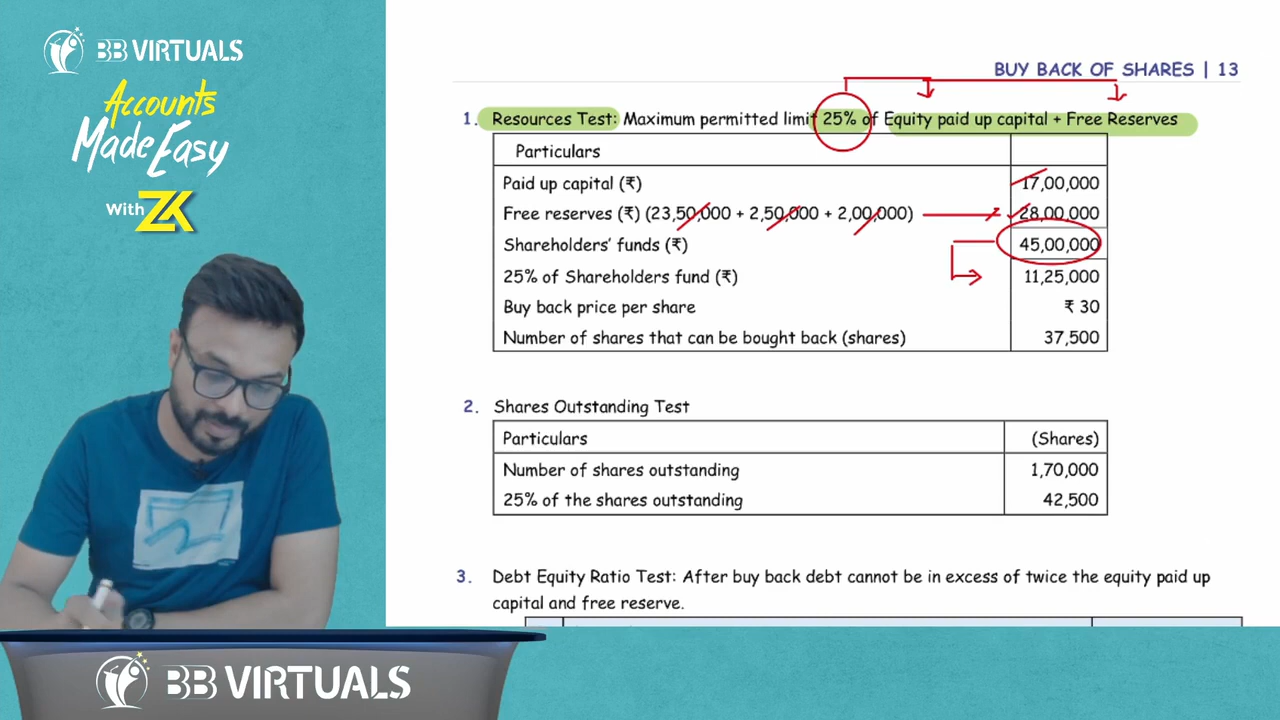 BB VIRTUALS
Accounts
Made Easy
With ZK
BUY BACK OF SHARES | 13
1. Resources Test: Maximum permitted limit 25% of Equity paid up capital + Free Reserves
Particulars
Paid up capital (₹) 17,00,000
Free reserves (₹) (23,50,000 + 2,50,000 + 2,00,000) 28,00,000
Shareholders' funds (₹) 45,00,000
25% of Shareholders fund (₹) 11,25,000
Buy back price per share ₹ 30
Number of shares that can be bought back (shares) 37,500
2. Shares Outstanding Test
Particulars (Shares)
Number of shares outstanding 1,70,000
25% of the shares outstanding 42,500
3. Debt Equity Ratio Test: After buy back debt cannot be in excess of twice the equity paid up
capital and free reserve.
BB VIRTUALS